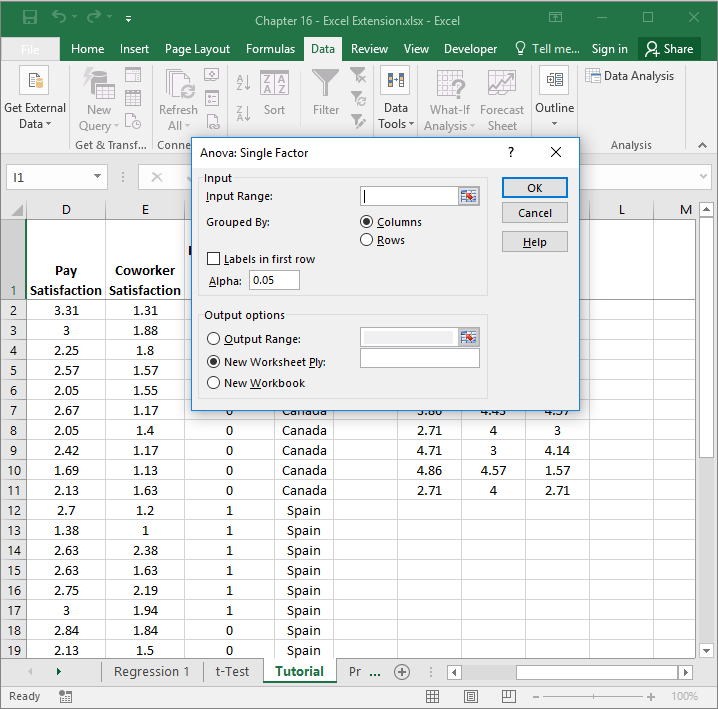 Chapter 16 - Excel Extension.xlsx - Excel
File Home Insert Page Layout Formulas Data Review View Developer Tell me... Sign in Share
Get External Data
New Query
Get & Transf...
Refresh All
Conne
Sort
Filter
Data Tools
What-If Analysis
Forecast Sheet
Outline
Data Analysis
Analysis
I1
Anova: Single Factor ?
Input
Input Range:
Grouped By: Columns
Rows
Labels in first row
Alpha: 0.05
OK
Cancel
Help
Output options
Output Range:
New Worksheet Ply:
New Workbook
D E L M
1 Pay Satisfaction Coworker Satisfaction
2 3.31 1.31
3 3 1.88
4 2.25 1.8
5 2.57 1.57
6 2.05 1.55
7 2.67 1.17 0 Canada 3.86 4.43 4.57
8 2.05 1.4 0 Canada 2.71 4 3
9 2.42 1.17 0 Canada 4.71 3 4.14
10 1.69 1.13 0 Canada 4.86 4.57 1.57
11 2.13 1.63 0 Canada 2.71 4 2.71
12 2.7 1.2 1 Spain
13 1.38 1 1 Spain
14 2.63 2.38 1 Spain
15 2.63 1.63 1 Spain
16 2.75 2.19 1 Spain
17 3 1.94 1 Spain
18 2.84 1.84 0 Spain
19 2.13 1.5 0 Spain
Regression 1 t-Test Tutorial Pr ...
Ready 100%